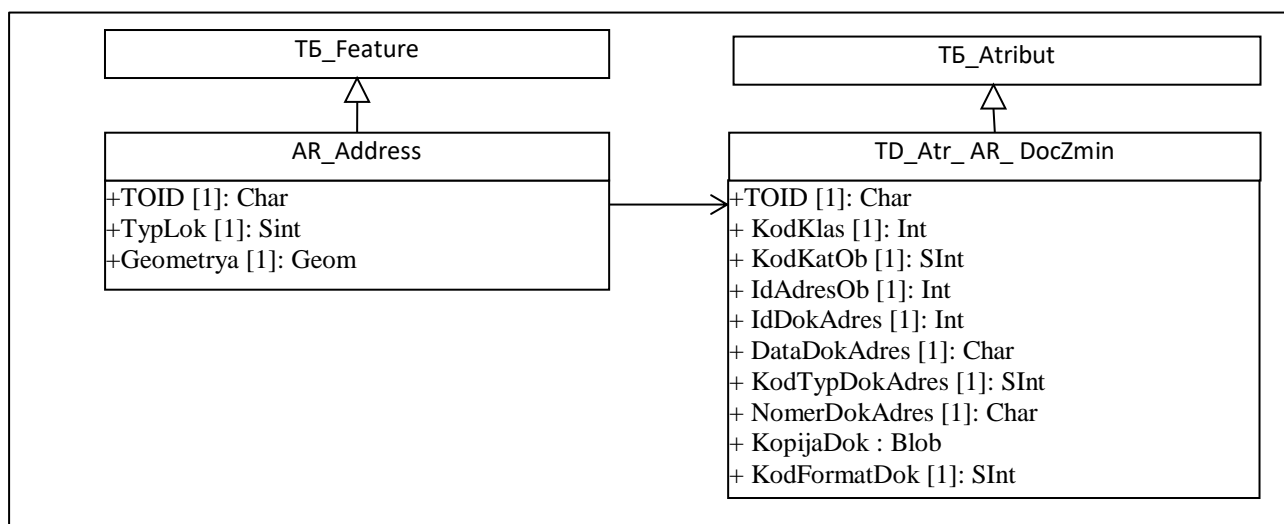 ТБ_Feature
AR_Address
+TOID [1]: Char
+TypLok [1]: Sint
+Geometrya [1]: Geom
ТБ_Atribut
TD_Atr_ AR_ DocZmin
+TOID [1]: Char
+ KodKlas [1]: Int
+ KodKatOb [1]: SInt
+ IdAdresOb [1]: Int
+ IdDokAdres [1]: Int
+ DataDokAdres [1]: Char
+ KodTypDokAdres [1]: SInt
+ NomerDokAdres [1]: Char
+ KopijaDok : Blob
+ KodFormatDok [1]: SInt